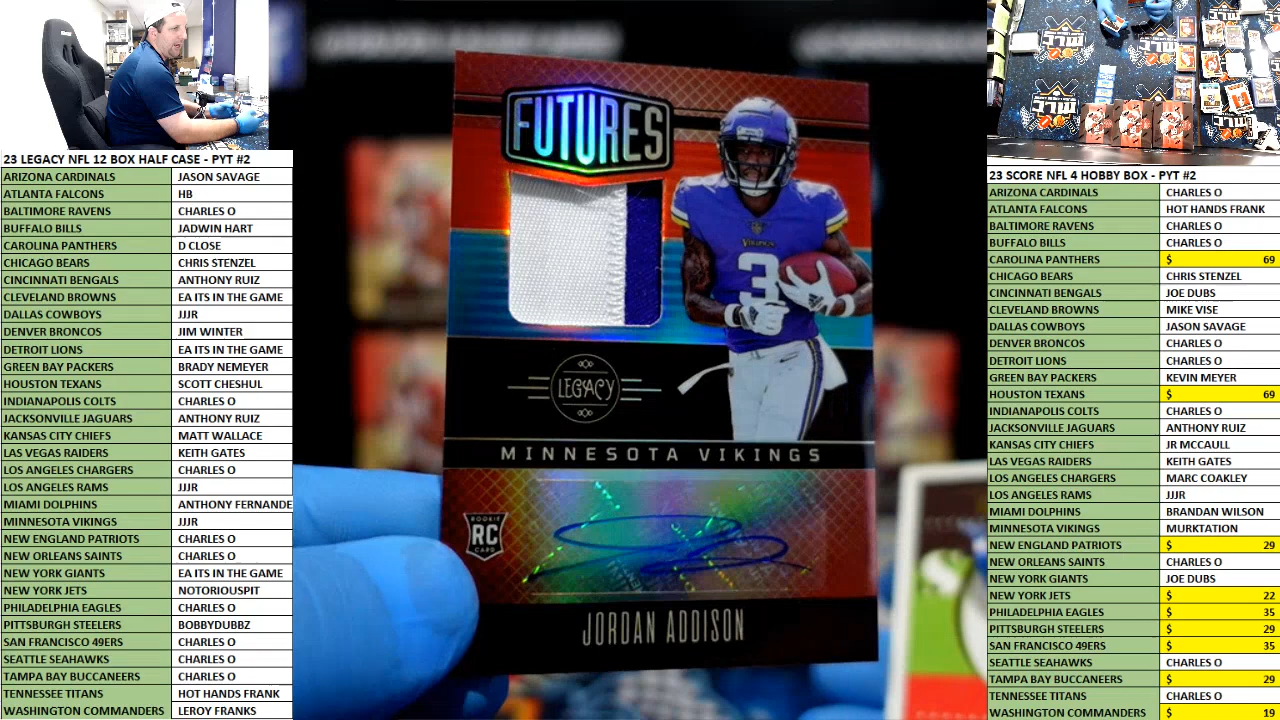 23 LEGACY NFL 12 BOX HALF CASE - PYT #2
ARIZONA CARDINALS JASON SAVAGE
ATLANTA FALCONS HB
BALTIMORE RAVENS CHARLES O
BUFFALO BILLS JADWIN HART
CAROLINA PANTHERS D CLOSE
CHICAGO BEARS CHRIS STENZEL
CINCINNATI BENGALS ANTHONY RUIZ
CLEVELAND BROWNS EA ITS IN THE GAME
DALLAS COWBOYS JJJR
DENVER BRONCOS JIM WINTER
DETROIT LIONS EA ITS IN THE GAME
GREEN BAY PACKERS BRADY NEMEYER
HOUSTON TEXANS SCOTT CHESHUL
INDIANAPOLIS COLTS CHARLES O
JACKSONVILLE JAGUARS ANTHONY RUIZ
KANSAS CITY CHIEFS MATT WALLACE
LAS VEGAS RAIDERS KEITH GATES
LOS ANGELES CHARGERS CHARLES O
LOS ANGELES RAMS JJJR
MIAMI DOLPHINS ANTHONY FERNANDE
MINNESOTA VIKINGS JJJR
NEW ENGLAND PATRIOTS CHARLES O
NEW ORLEANS SAINTS CHARLES O
NEW YORK GIANTS EA ITS IN THE GAME
NEW YORK JETS NOTORIOUSPIT
PHILADELPHIA EAGLES CHARLES O
PITTSBURGH STEELERS BOBBYDUBBZ
SAN FRANCISCO 49ERS CHARLES O
SEATTLE SEAHAWKS CHARLES O
TAMPA BAY BUCCANEERS CHARLES O
TENNESSEE TITANS HOT HANDS FRANK
WASHINGTON COMMANDERS LEROY FRANKS
FUTURES
VIKINGS
3
LEGACY
MINNESOTA VIKINGS
ROOKIE
RC
CARD
JORDAN ADDISON
23 SCORE NFL 4 HOBBY BOX - PYT #2
ARIZONA CARDINALS CHARLES O
ATLANTA FALCONS HOT HANDS FRANK
BALTIMORE RAVENS CHARLES O
BUFFALO BILLS CHARLES O
CAROLINA PANTHERS $ 69
CHICAGO BEARS CHRIS STENZEL
CINCINNATI BENGALS JOE DUBS
CLEVELAND BROWNS MIKE VISE
DALLAS COWBOYS JASON SAVAGE
DENVER BRONCOS CHARLES O
DETROIT LIONS CHARLES O
GREEN BAY PACKERS KEVIN MEYER
HOUSTON TEXANS $ 69
INDIANAPOLIS COLTS CHARLES O
JACKSONVILLE JAGUARS ANTHONY RUIZ
KANSAS CITY CHIEFS JR MCCAULL
LAS VEGAS RAIDERS KEITH GATES
LOS ANGELES CHARGERS MARC COAKLEY
LOS ANGELES RAMS JJJR
MIAMI DOLPHINS BRANDAN WILSON
MINNESOTA VIKINGS MURKTATION
NEW ENGLAND PATRIOTS $ 29
NEW ORLEANS SAINTS CHARLES O
NEW YORK GIANTS JOE DUBS
NEW YORK JETS $ 22
PHILADELPHIA EAGLES $ 35
PITTSBURGH STEELERS $ 29
SAN FRANCISCO 49ERS $ 35
SEATTLE SEAHAWKS CHARLES O
TAMPA BAY BUCCANEERS $ 29
TENNESSEE TITANS CHARLES O
WASHINGTON COMMANDERS $ 19